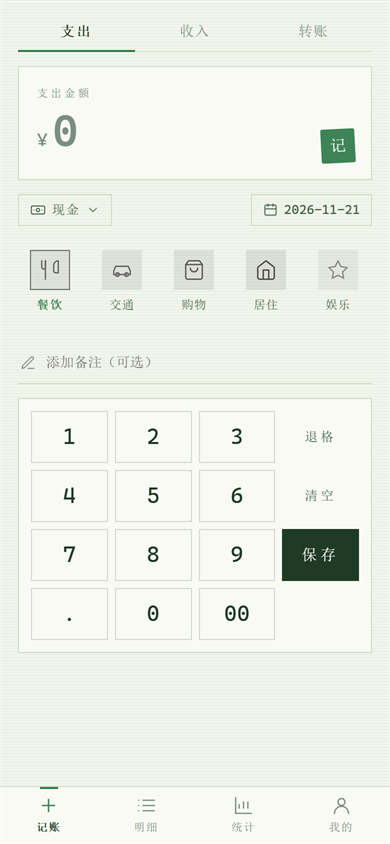 支出 收入 转账
支出金额
¥0
记
现金 2026-11-21
餐饮 交通 购物 居住 娱乐
添加备注（可选）
1 2 3 退格
4 5 6 清空
7 8 9 保存
. 0 00
记账 明细 统计 我的